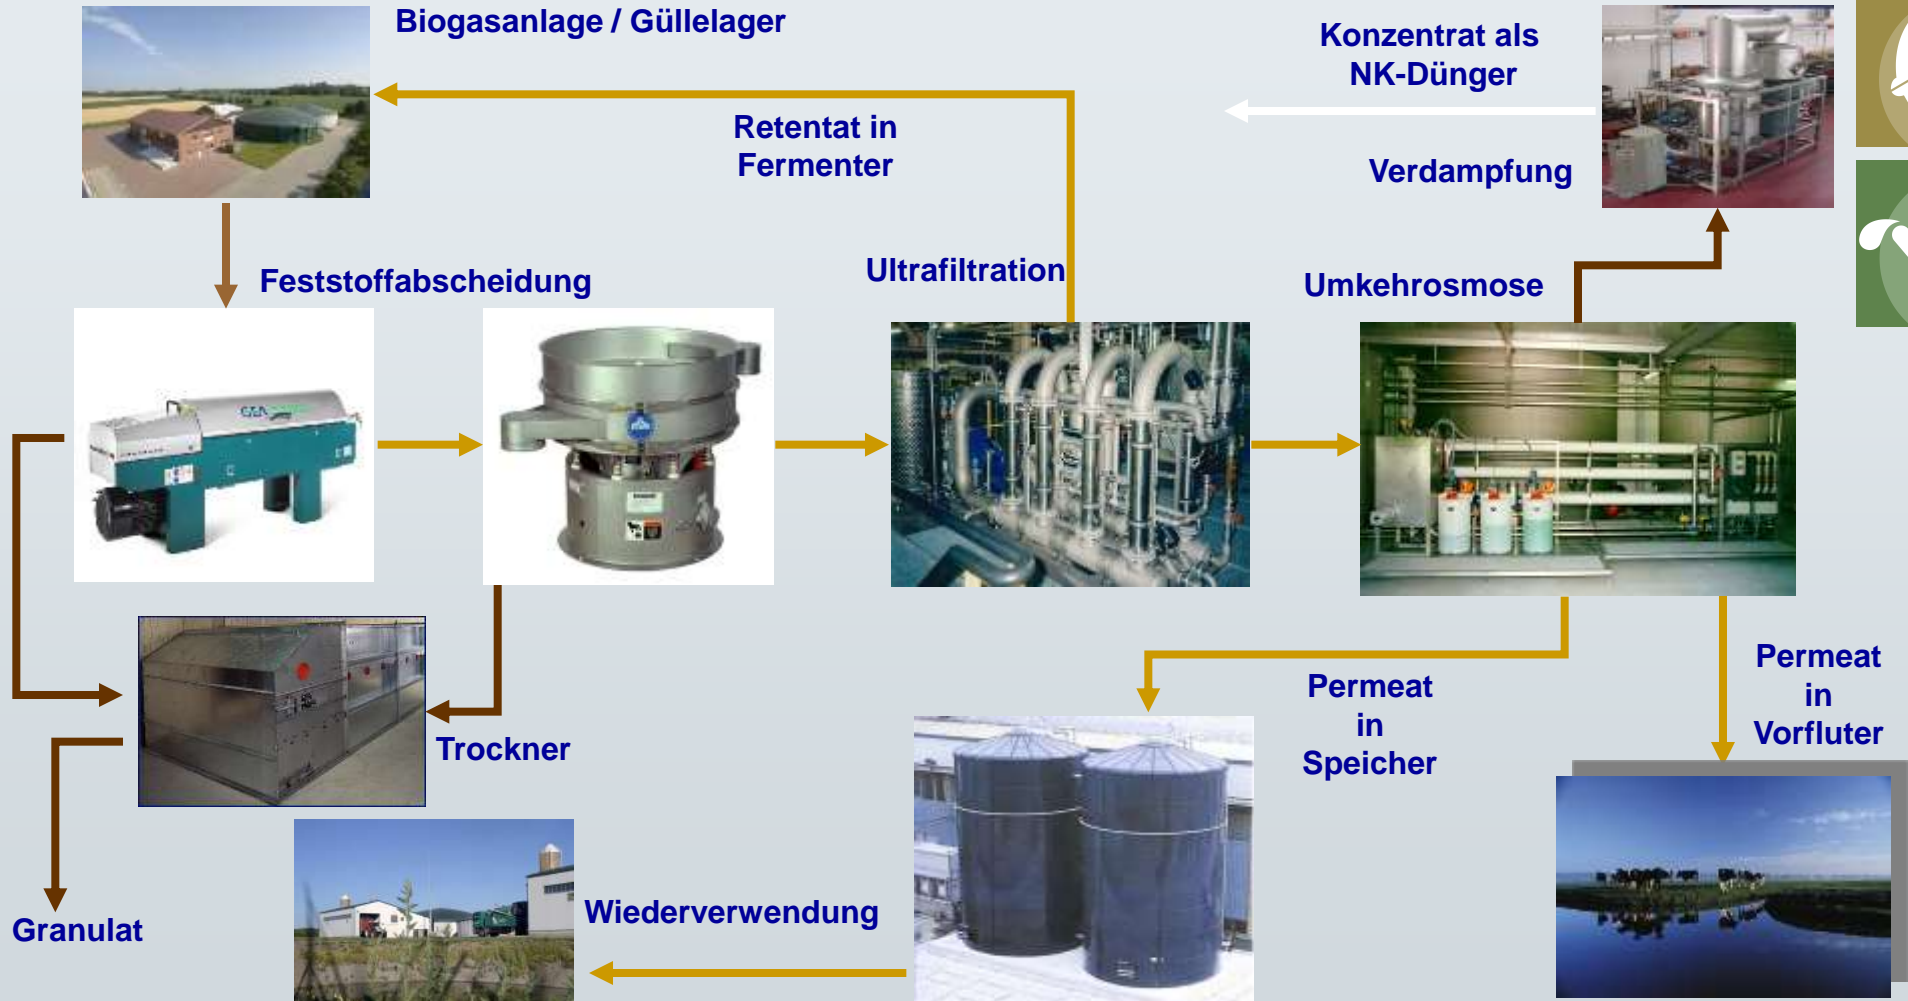 Biogasanlage / Güllelager
Konzentrat als
NK-Dünger
Retentat in
Fermenter
Verdampfung
Feststoffabscheidung
Ultrafiltration
Umkehrosmose
GEA
Trockner
Permeat
in
Speicher
Permeat
in
Vorfluter
Granulat
Wiederverwendung